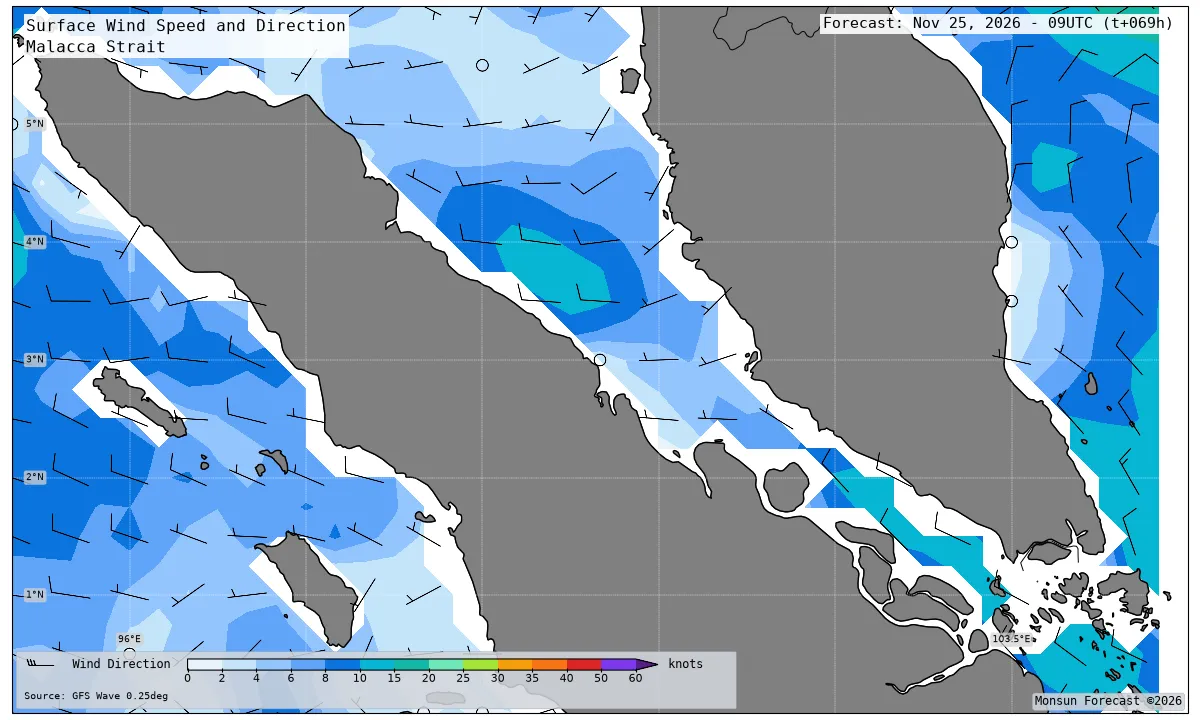 Surface Wind Speed and Direction
Malacca Strait
Forecast: Nov 25, 2026 - 09UTC (t+069h)
5°N
4°N
3°N
2°N
1°N
96°E
103.5°E
Wind Direction
knots
0 2 4 6 8 10 12 15 20 25 30 35 40 50 60
Source: GFS Wave 0.25deg
Monsun Forecast ©2026